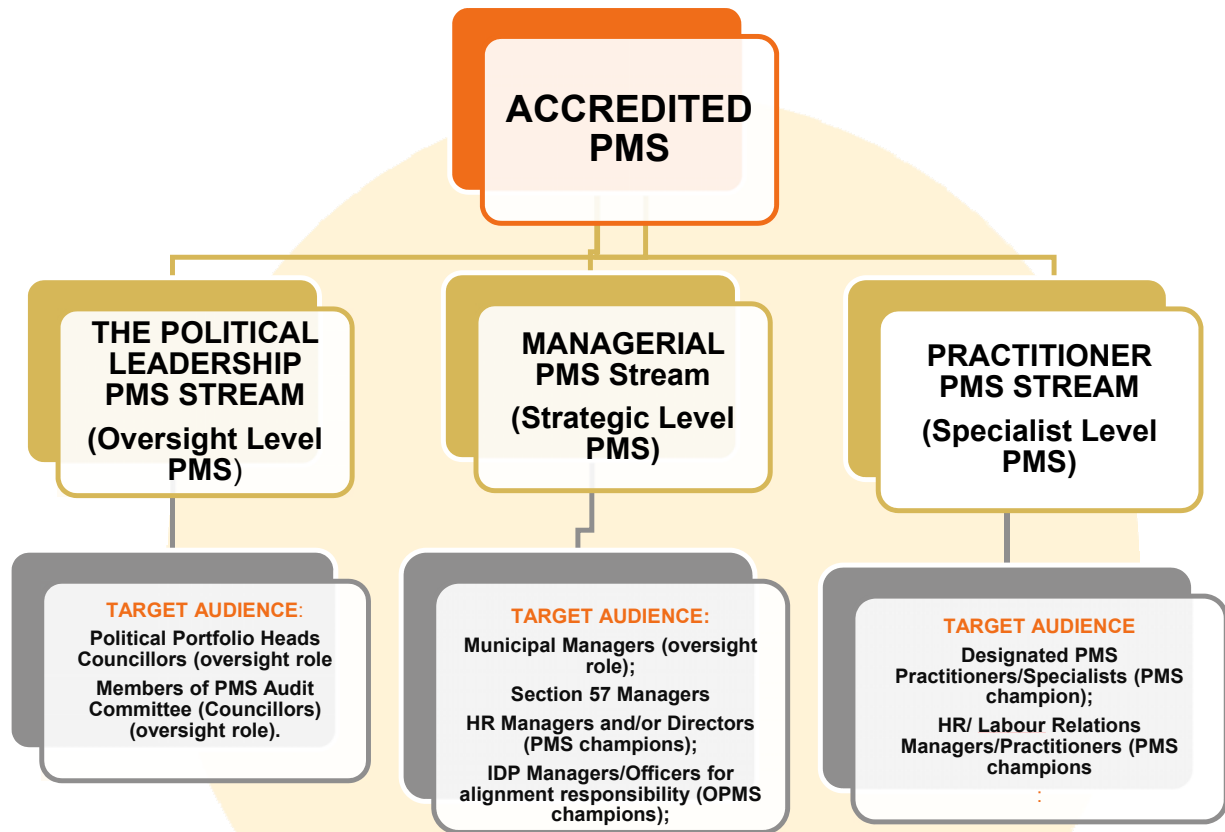 ACCREDITED
PMS
THE POLITICAL
LEADERSHIP
PMS STREAM
(Oversight Level
PMS)
MANAGERIAL
PMS Stream
(Strategic Level
PMS)
PRACTITIONER
PMS STREAM
(Specialist Level
PMS)
TARGET AUDIENCE:
Political Portfolio Heads
Councillors (oversight role
Members of PMS Audit
Committee (Councillors)
(oversight role).
TARGET AUDIENCE:
Municipal Managers (oversight
role);
Section 57 Managers
HR Managers and/or Directors
(PMS champions);
IDP Managers/Officers for
alignment responsibility (OPMS
champions);
TARGET AUDIENCE
Designated PMS
Practitioners/Specialists (PMS
champion);
HR/ Labour Relations
Managers/Practitioners (PMS
champions
: